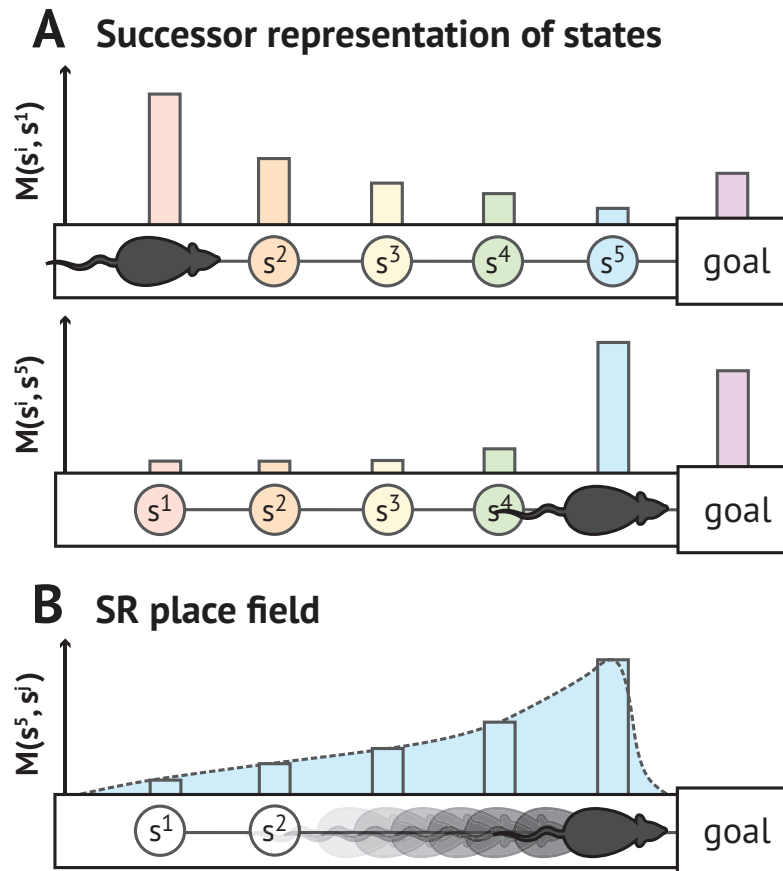 A Successor representation of states
M(sⁱ, s¹)
s² s³ s⁴ s⁵ goal
M(sⁱ, s⁵)
s¹ s² s³ s⁴ goal
B SR place field
M(s⁵, sʲ)
s¹ s² goal